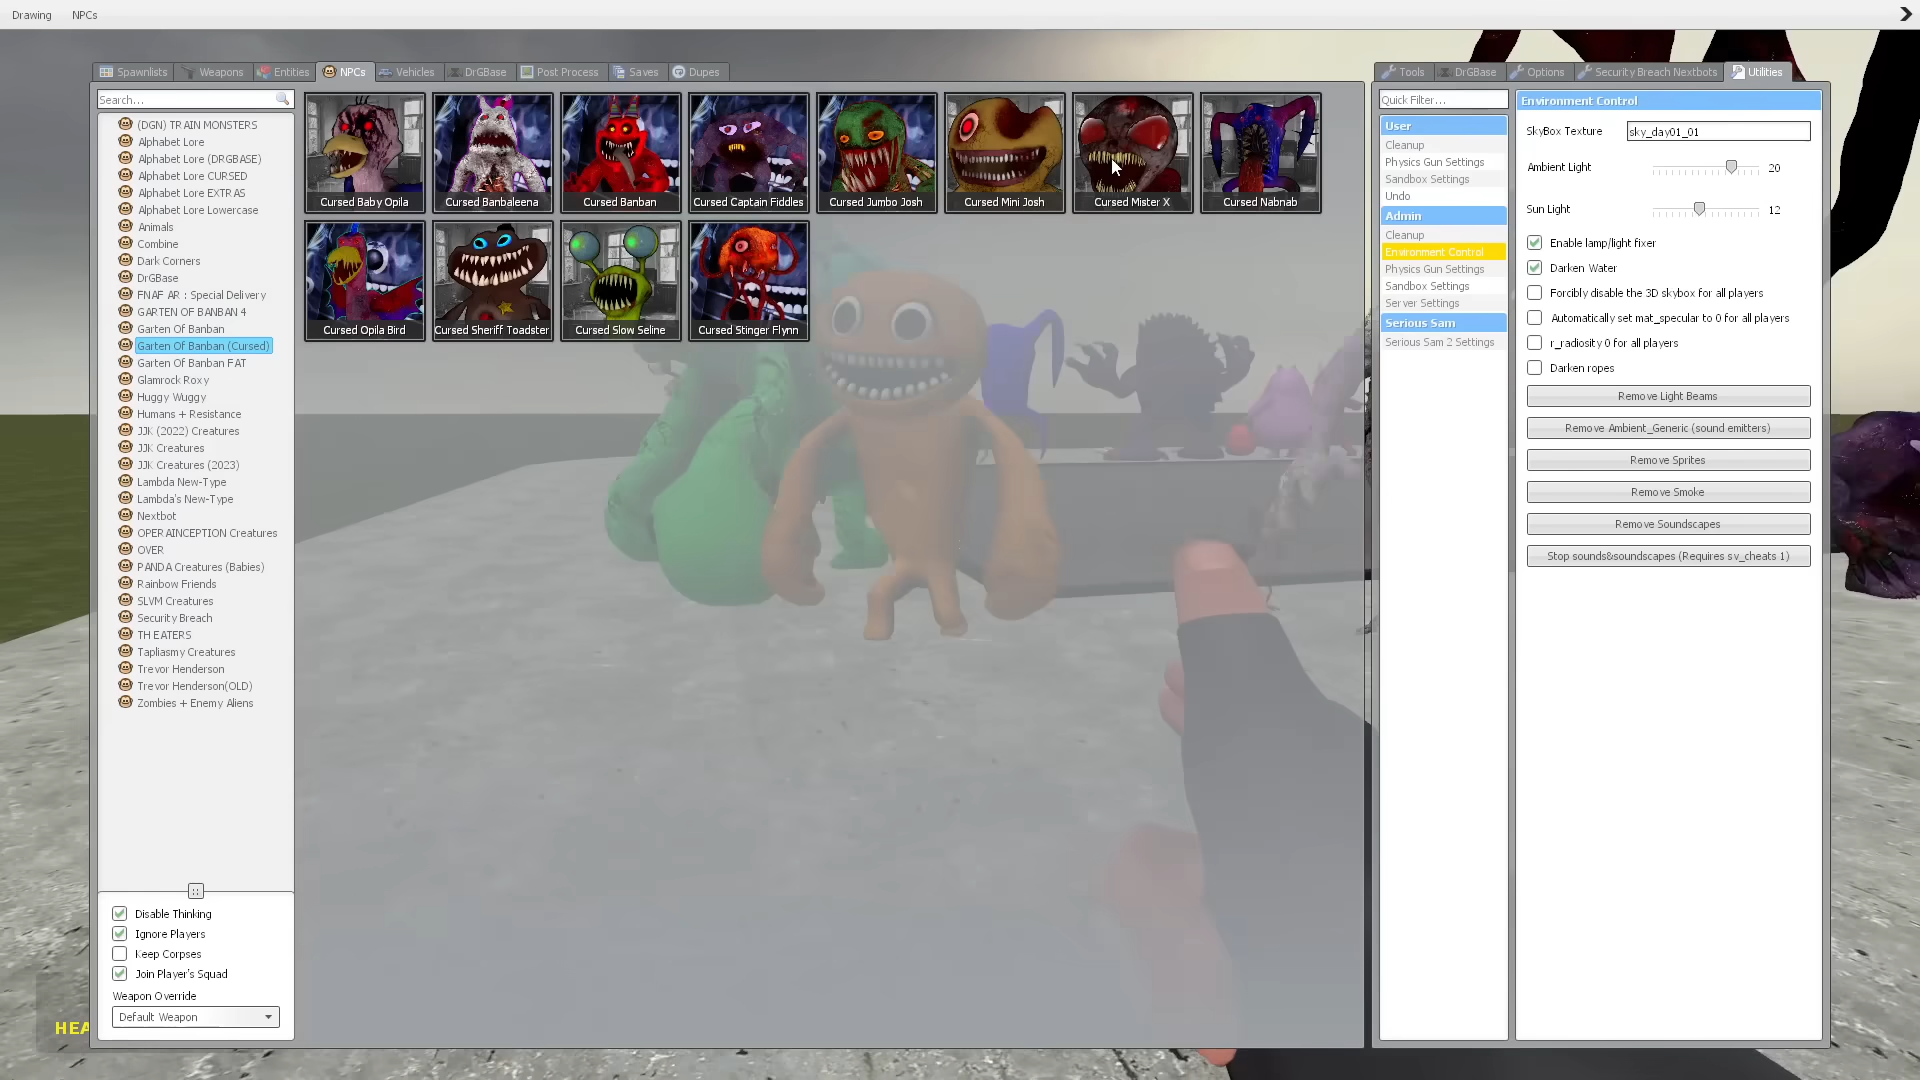 Drawing NPCs
Spawnlists Weapons Entities NPCs Vehicles DrGBase Post Process Saves Dupes
Search...
(DGN) TRAIN MONSTERS
Alphabet Lore
Alphabet Lore (DRGBASE)
Alphabet Lore CURSED
Alphabet Lore EXTRAS
Alphabet Lore Lowercase
Animals
Combine
Dark Corners
DrGBase
FNAF AR : Special Delivery
GARTEN OF BANBAN 4
Garten Of Banban
Garten Of Banban (Cursed)
Garten Of Banban FAT
Glamrock Roxy
Huggy Wuggy
Humans + Resistance
JJK (2022) Creatures
JJK Creatures
JJK Creatures (2023)
Lambda New-Type
Lambda's New-Type
Nextbot
OPERAINCEPTION Creatures
OVER
PANDA Creatures (Babies)
Rainbow Friends
SLVM Creatures
Security Breach
TH EATERS
Tapliasmy Creatures
Trevor Henderson
Trevor Henderson(OLD)
Zombies + Enemy Aliens
Disable Thinking
Ignore Players
Keep Corpses
Join Player's Squad
Weapon Override
Default Weapon
HEA
Cursed Baby Opila Cursed Banbaleena Cursed Banban Cursed Captain Fiddles Cursed Jumbo Josh Cursed Mini Josh Cursed Mister X Cursed Nabnab
Cursed Opila Bird Cursed Sheriff Toadster Cursed Slow Seline Cursed Stinger Flynn
Tools DrGBase Options Security Breach Nextbots Utilities
Quick Filter...
User
Cleanup
Physics Gun Settings
Sandbox Settings
Undo
Admin
Cleanup
Environment Control
Physics Gun Settings
Sandbox Settings
Server Settings
Serious Sam
Serious Sam 2 Settings
Environment Control
SkyBox Texture sky_day01_01
Ambient Light 20
Sun Light 12
Enable lamp/light fixer
Darken Water
Forcibly disable the 3D skybox for all players
Automatically set mat_specular to 0 for all players
r_radiosity 0 for all players
Darken ropes
Remove Light Beams
Remove Ambient_Generic (sound emitters)
Remove Sprites
Remove Smoke
Remove Soundscapes
Stop sounds&soundscapes (Requires sv_cheats 1)